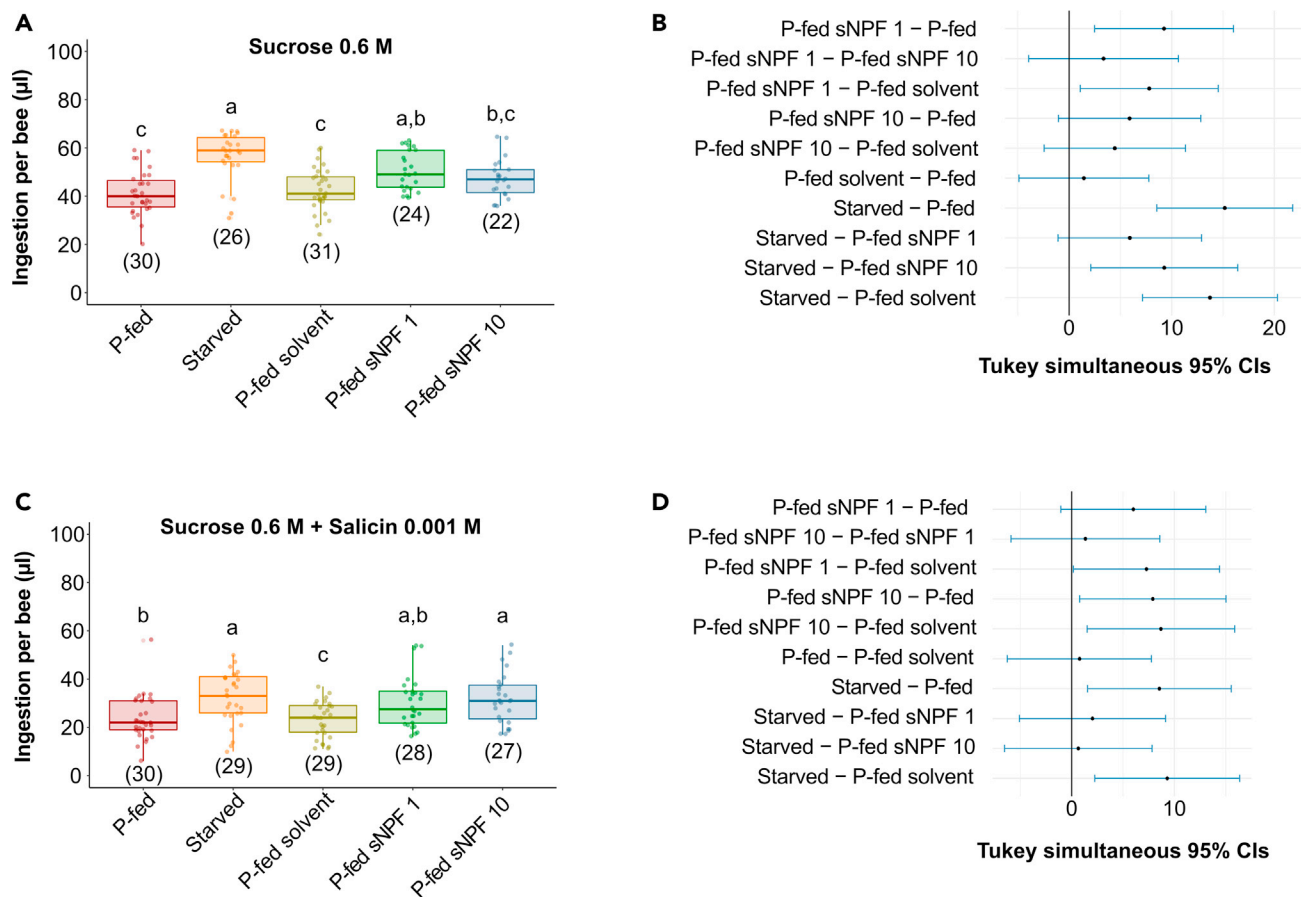 A
Sucrose 0.6 M
Ingestion per bee (µl)
100
80
60
40
20
0
c
a
c
a,b
b,c
(30)
(26)
(31)
(24)
(22)
P-fed
Starved
P-fed solvent
P-fed sNPF 1
P-fed sNPF 10
B
P-fed sNPF 1 − P-fed
P-fed sNPF 1 − P-fed sNPF 10
P-fed sNPF 1 − P-fed solvent
P-fed sNPF 10 − P-fed
P-fed sNPF 10 − P-fed solvent
P-fed solvent − P-fed
Starved − P-fed
Starved − P-fed sNPF 1
Starved − P-fed sNPF 10
Starved − P-fed solvent
0 10 20
Tukey simultaneous 95% CIs
C
Sucrose 0.6 M + Salicin 0.001 M
Ingestion per bee (µl)
100
80
60
40
20
0
b
a
c
a,b
a
(30)
(29)
(29)
(28)
(27)
P-fed
Starved
P-fed solvent
P-fed sNPF 1
P-fed sNPF 10
D
P-fed sNPF 1 − P-fed
P-fed sNPF 10 − P-fed sNPF 1
P-fed sNPF 1 − P-fed solvent
P-fed sNPF 10 − P-fed
P-fed sNPF 10 − P-fed solvent
P-fed − P-fed solvent
Starved − P-fed
Starved − P-fed sNPF 1
Starved − P-fed sNPF 10
Starved − P-fed solvent
0 10
Tukey simultaneous 95% CIs